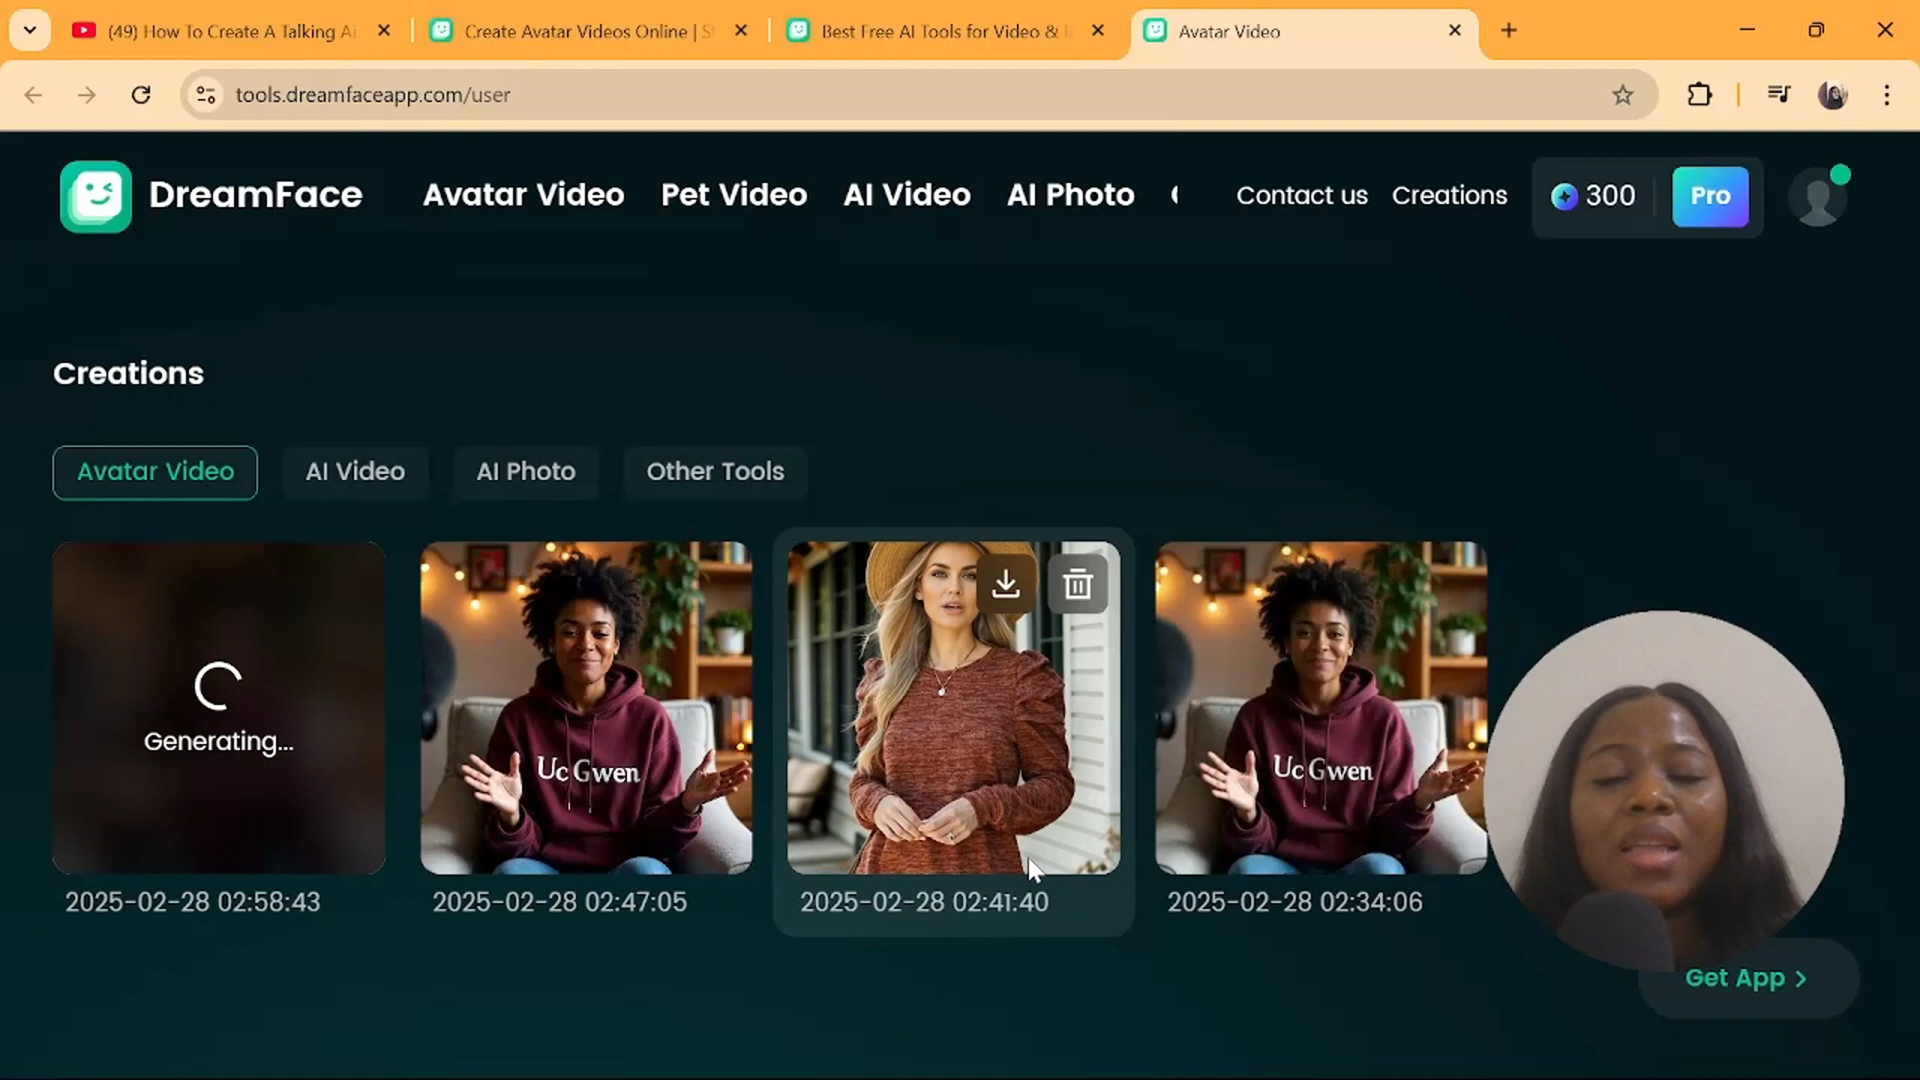 (49) How To Create A Talking Ai
Create Avatar Videos Online | S
Best Free AI Tools for Video &
Avatar Video
tools.dreamfaceapp.com/user
DreamFace
Avatar Video
Pet Video
AI Video
AI Photo
Contact us
Creations
300
Pro
Creations
Avatar Video
AI Video
AI Photo
Other Tools
Generating...
Uc Gwen
Uc Gwen
2025-02-28 02:58:43
2025-02-28 02:47:05
2025-02-28 02:41:40
2025-02-28 02:34:06
Get App >